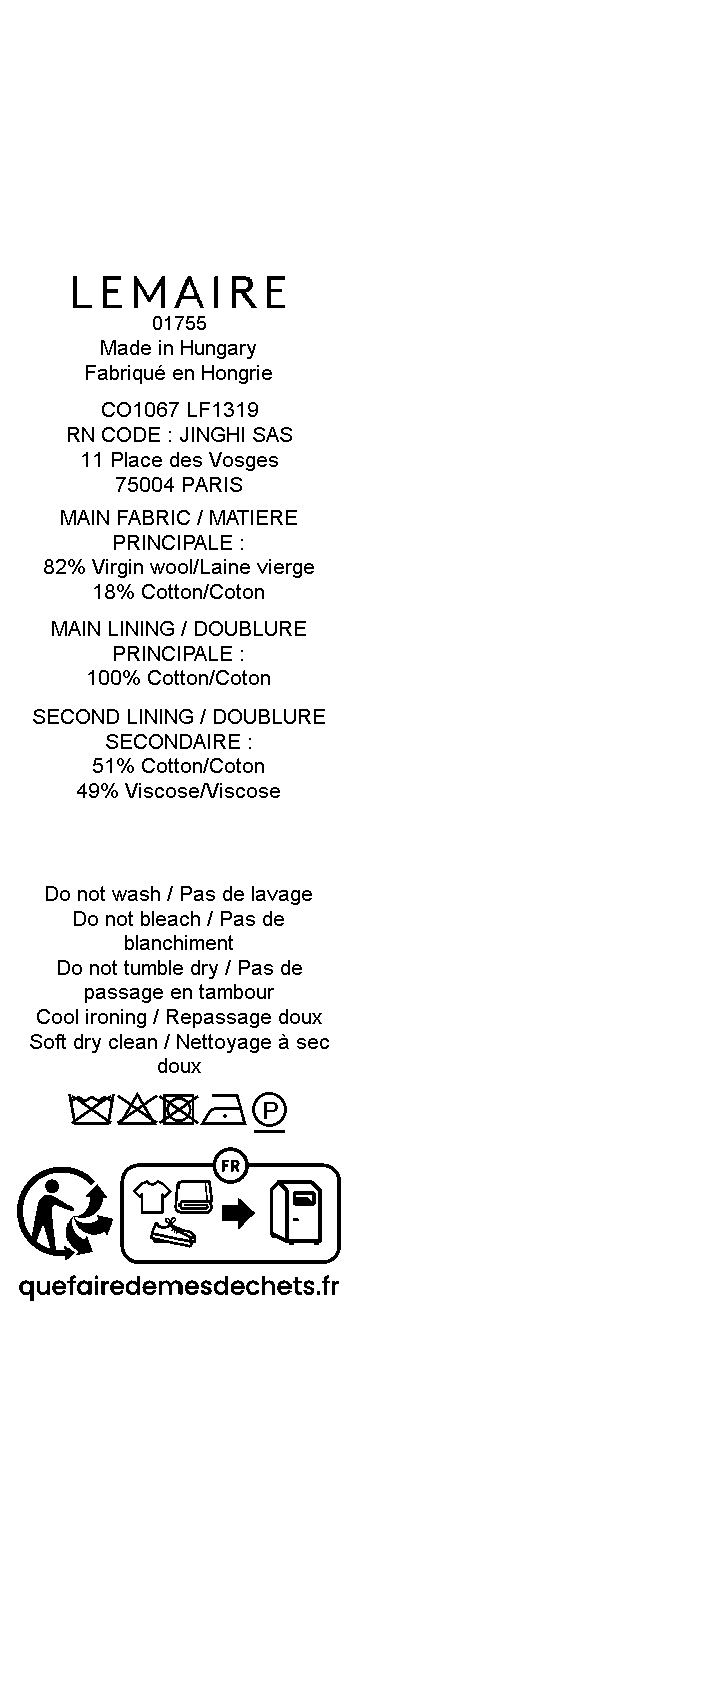 LEMAIRE
01755
Made in Hungary
Fabriqué en Hongrie
CO1067 LF1319
RN CODE : JINGHI SAS
11 Place des Vosges
75004 PARIS
MAIN FABRIC / MATIERE
PRINCIPALE :
82% Virgin wool/Laine vierge
18% Cotton/Coton
MAIN LINING / DOUBLURE
PRINCIPALE :
100% Cotton/Coton
SECOND LINING / DOUBLURE
SECONDAIRE :
51% Cotton/Coton
49% Viscose/Viscose
Do not wash / Pas de lavage
Do not bleach / Pas de
blanchiment
Do not tumble dry / Pas de
passage en tambour
Cool ironing / Repassage doux
Soft dry clean / Nettoyage à sec
doux
P
FR
quefairedemesdechets.fr